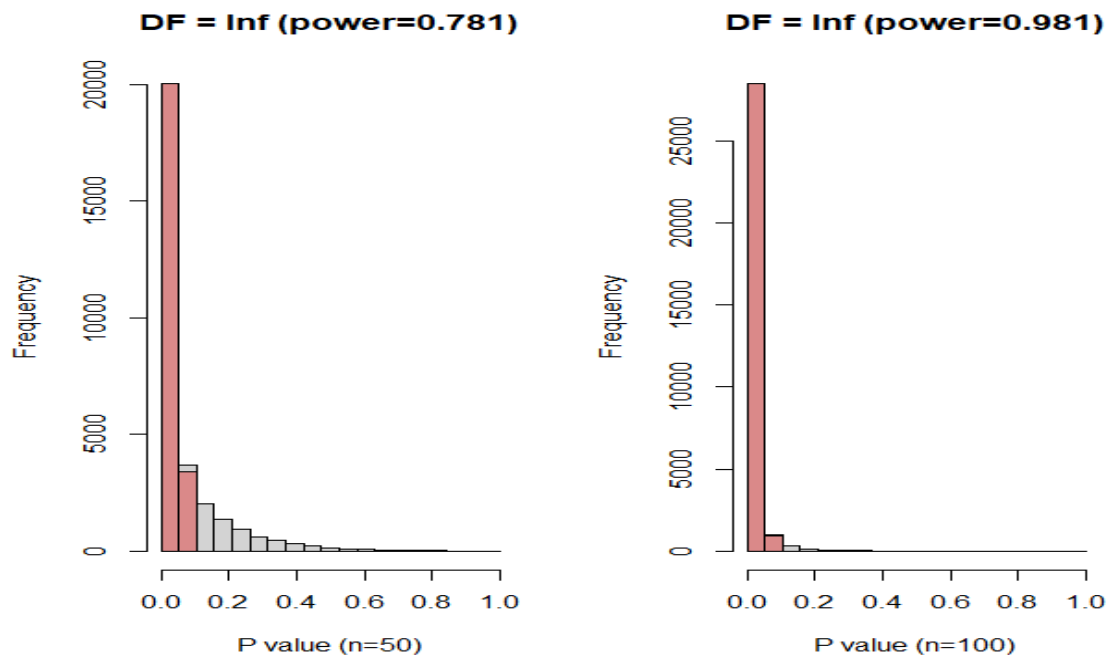 DF = Inf (power=0.781)
20000
15000
10000
5000
0
Frequency
0.0 0.2 0.4 0.6 0.8 1.0
P value (n=50)
DF = Inf (power=0.981)
25000
20000
15000
10000
5000
0
Frequency
0.0 0.2 0.4 0.6 0.8 1.0
P value (n=100)